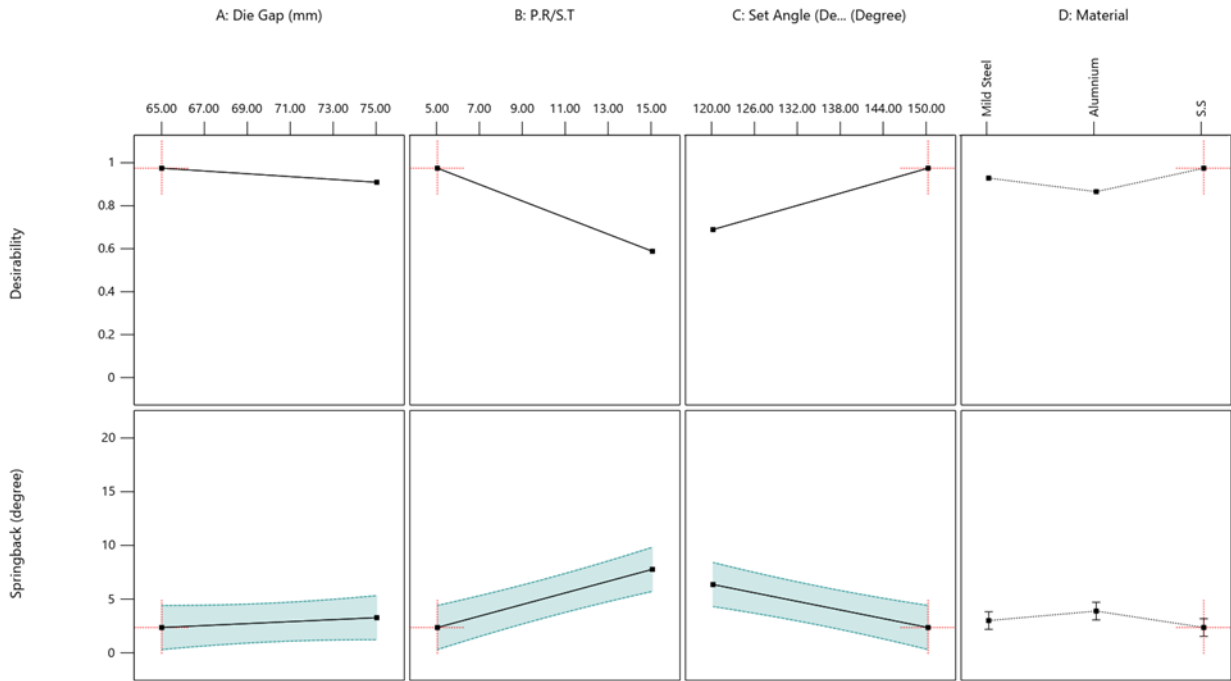 A: Die Gap (mm)
B: P.R/S.T
C: Set Angle (De... (Degree)
D: Material
Mild Steel
Alumnium
S.S
65.00 67.00 69.00 71.00 73.00 75.00
5.00 7.00 9.00 11.00 13.00 15.00
120.00 126.00 132.00 138.00 144.00 150.00
Desirability
1
0.8
0.6
0.4
0.2
0
Springback (degree)
20
15
10
5
0